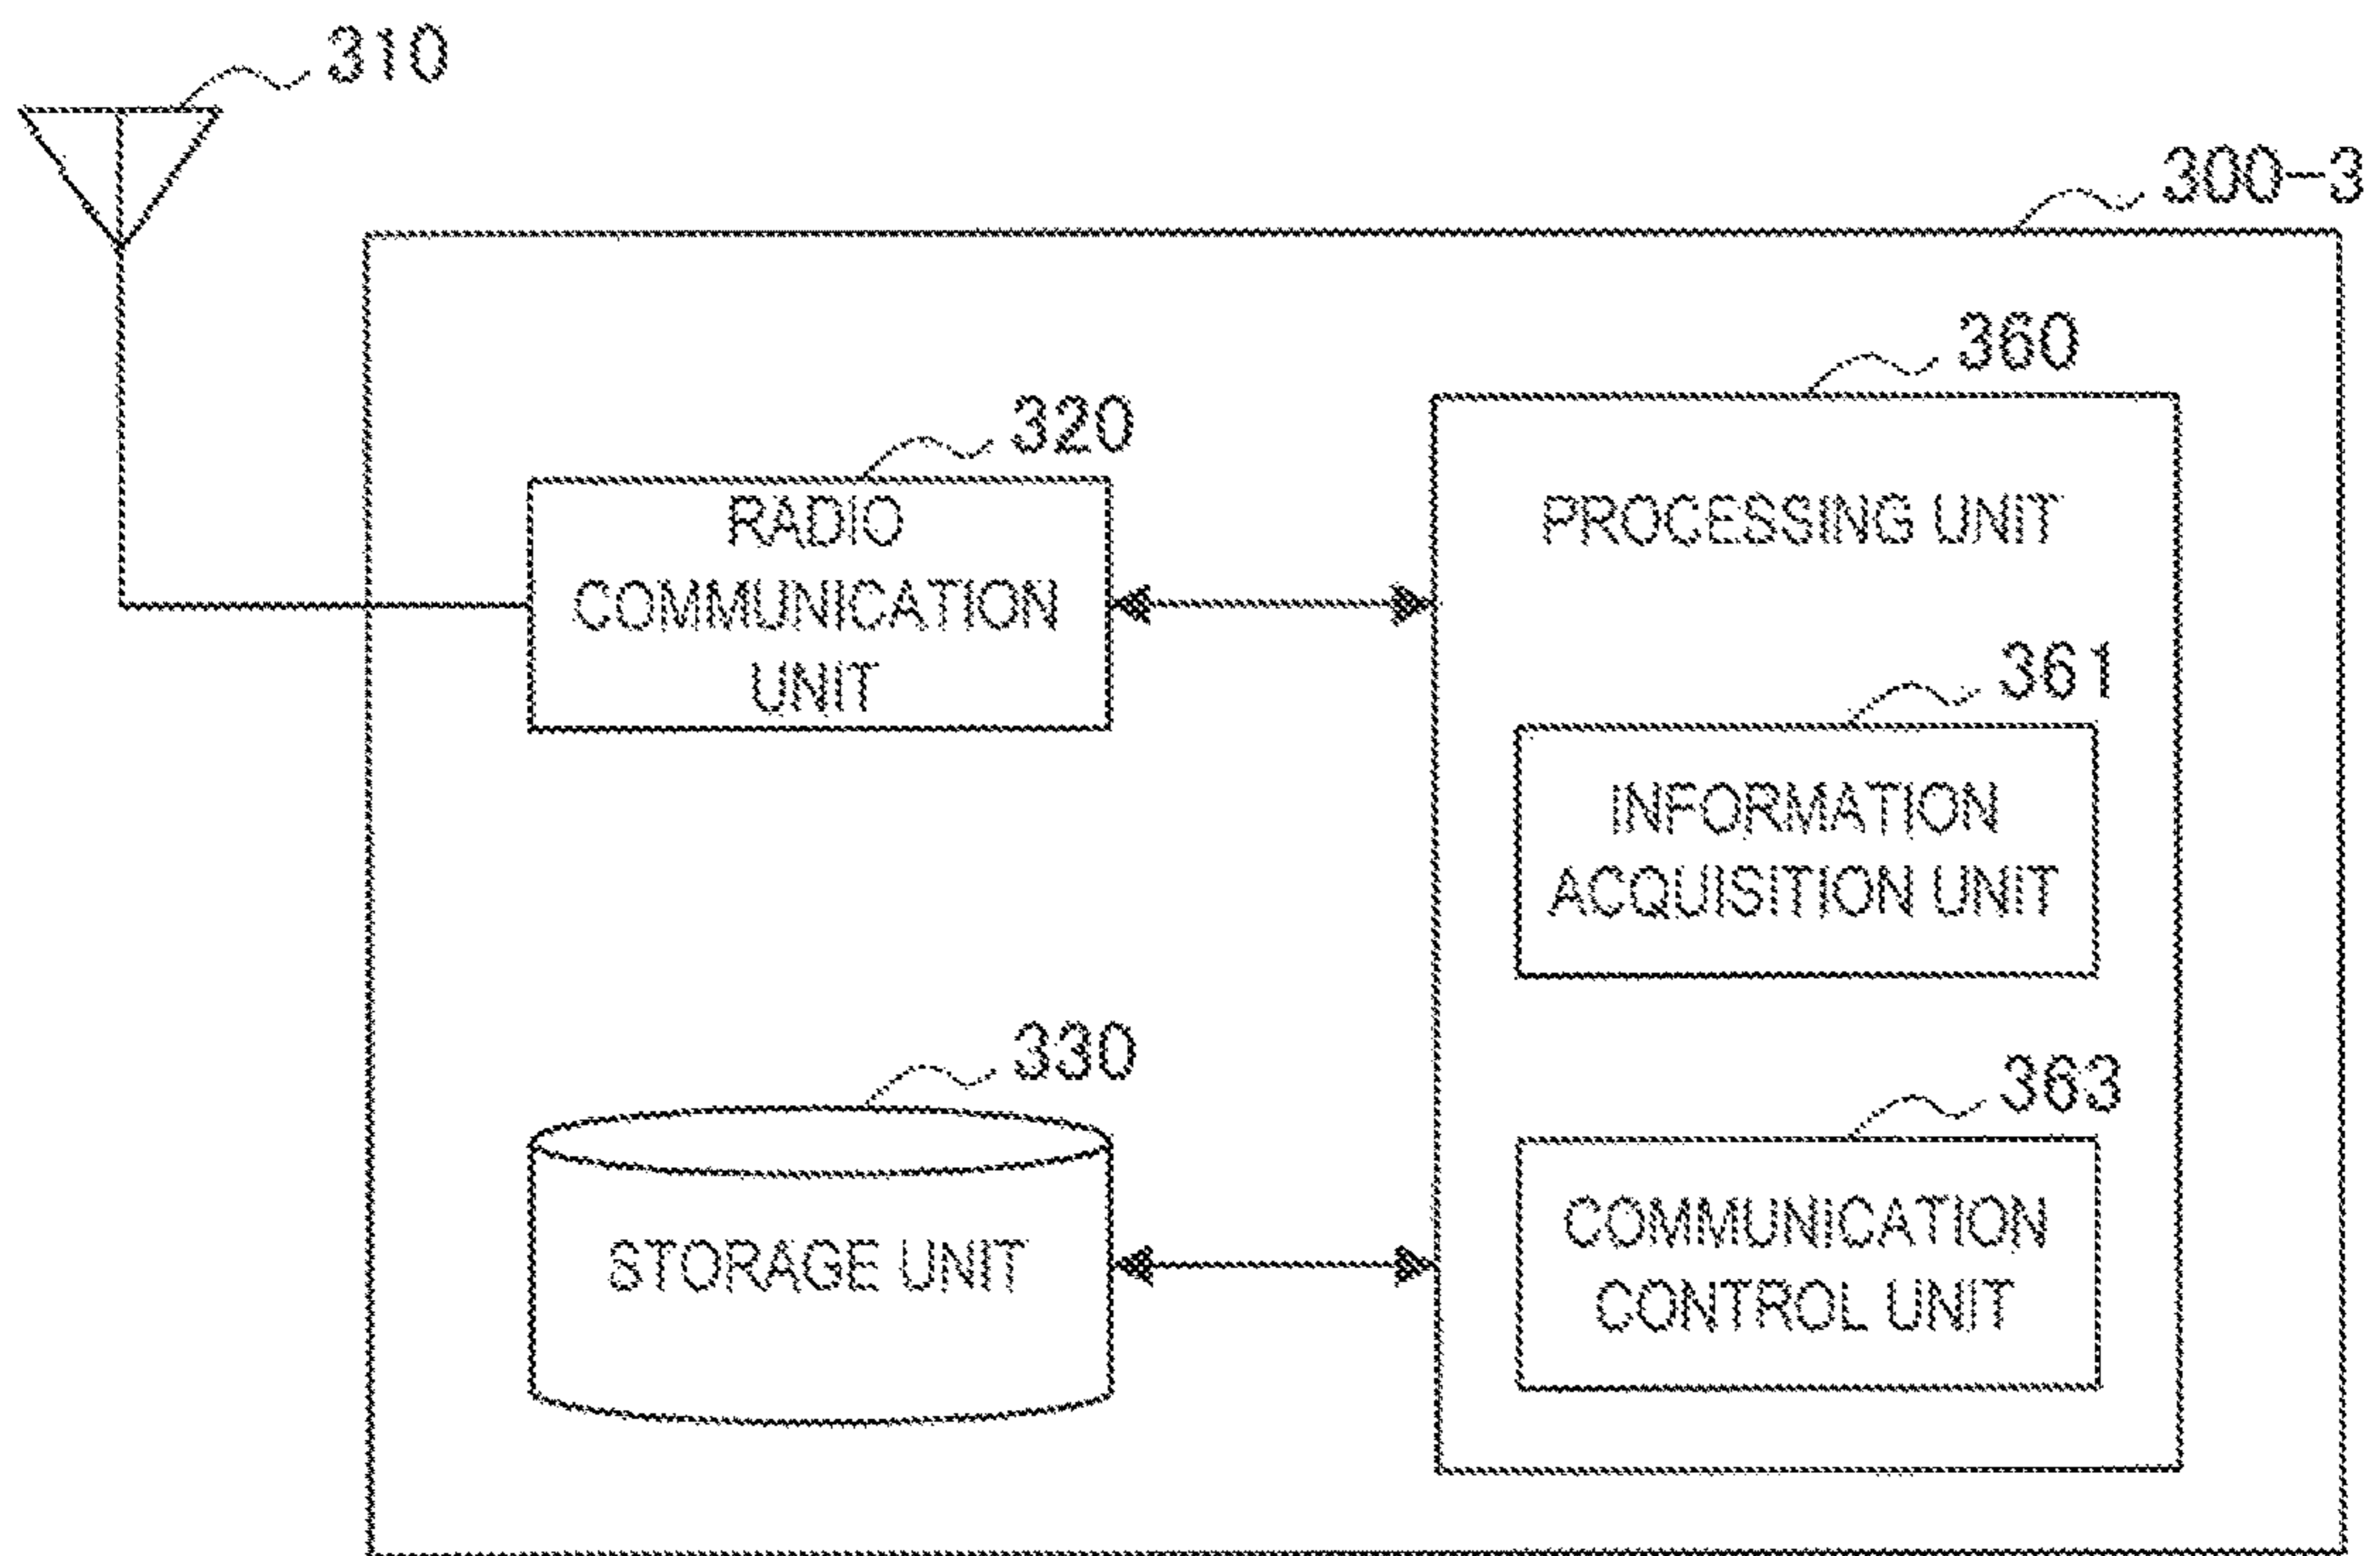 310
300-3
360
320
RADIO
COMMUNICATION
UNIT
PROCESSING UNIT
361
INFORMATION
ACQUISITION UNIT
330
STORAGE UNIT
363
COMMUNICATION
CONTROL UNIT